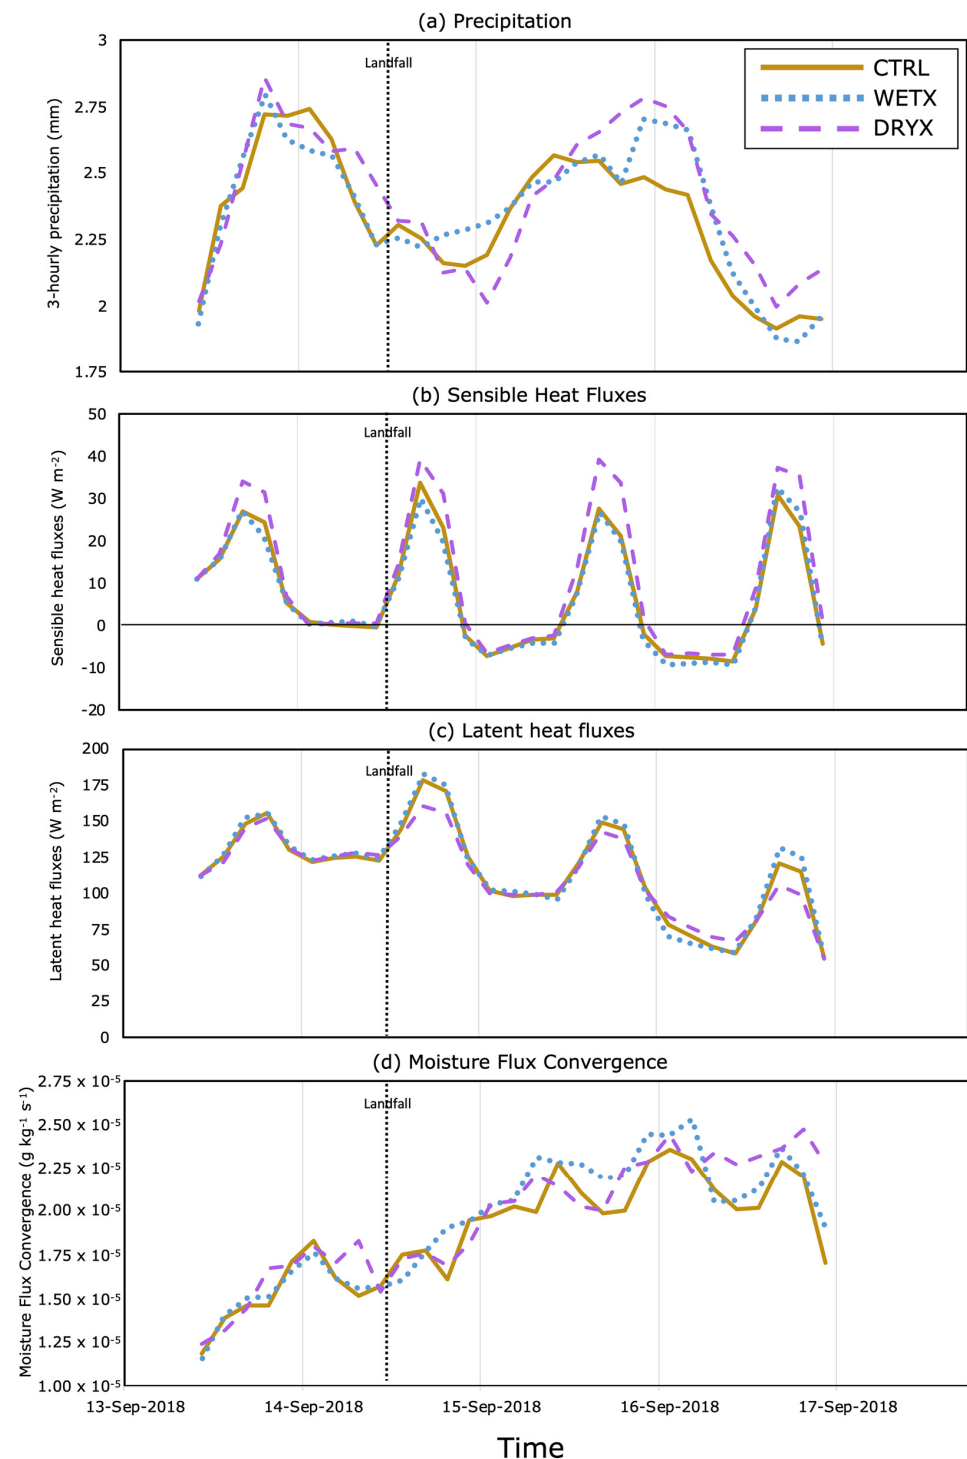 (a) Precipitation
3
2.75
2.5
2.25
2
1.75
3-hourly precipitation (mm)
Landfall
CTRL
WETX
DRYX
(b) Sensible Heat Fluxes
50
40
30
20
10
0
-10
-20
Sensible heat fluxes (W m⁻²)
Landfall
(c) Latent heat fluxes
200
175
150
125
100
75
50
25
0
Latent heat fluxes (W m⁻²)
Landfall
(d) Moisture Flux Convergence
2.75 x 10⁻⁵
2.50 x 10⁻⁵
2.25 x 10⁻⁵
2.00 x 10⁻⁵
1.75 x 10⁻⁵
1.50 x 10⁻⁵
1.25 x 10⁻⁵
1.00 x 10⁻⁵
Moisture Flux Convergence (g kg⁻¹ s⁻¹)
Landfall
13-Sep-2018
14-Sep-2018
15-Sep-2018
16-Sep-2018
17-Sep-2018
Time